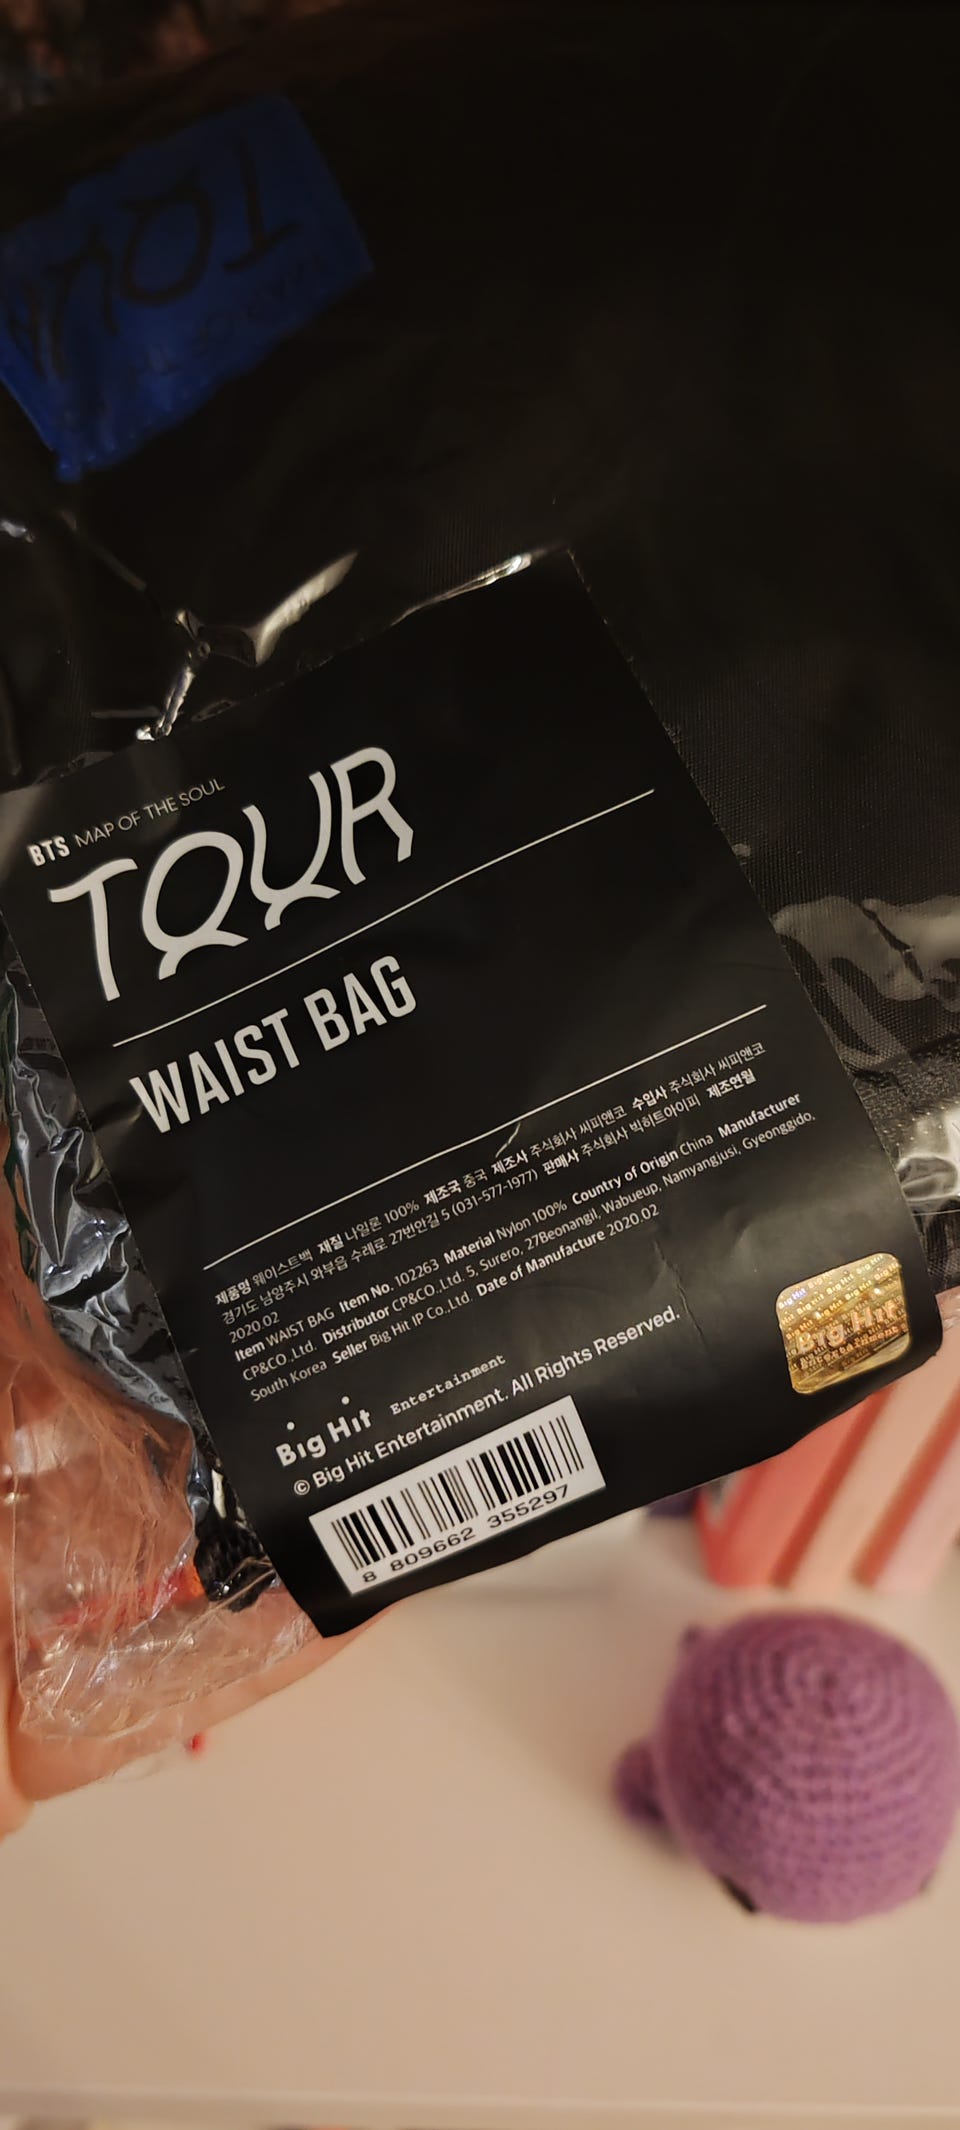 TOUR
BTS MAP OF THE SOUL
TOUR
WAIST BAG
제품명 웨이스트백 재질 나일론 100% 제조국 중국 제조사 주식회사 씨피앤코 수입사 주식회사 씨피앤코
경기도 남양주시 와부읍 수레로 27번안길 5 (031-577-1977) 판매사 주식회사 빅히트아이피 제조연월
2020.02
Item WAIST BAG Item No. 102263 Material Nylon 100% Country of Origin China Manufacturer
CP&CO.,Ltd. Distributor CP&CO.,Ltd. 5, Surero, 27Beonangil, Wabueup, Namyangjusi, Gyeonggido,
South Korea Seller Big Hit IP Co.,Ltd. Date of Manufacture 2020.02
Big Hit Entertainment
© Big Hit Entertainment. All Rights Reserved.
8 809662 355297
Big Hit
Entertainment